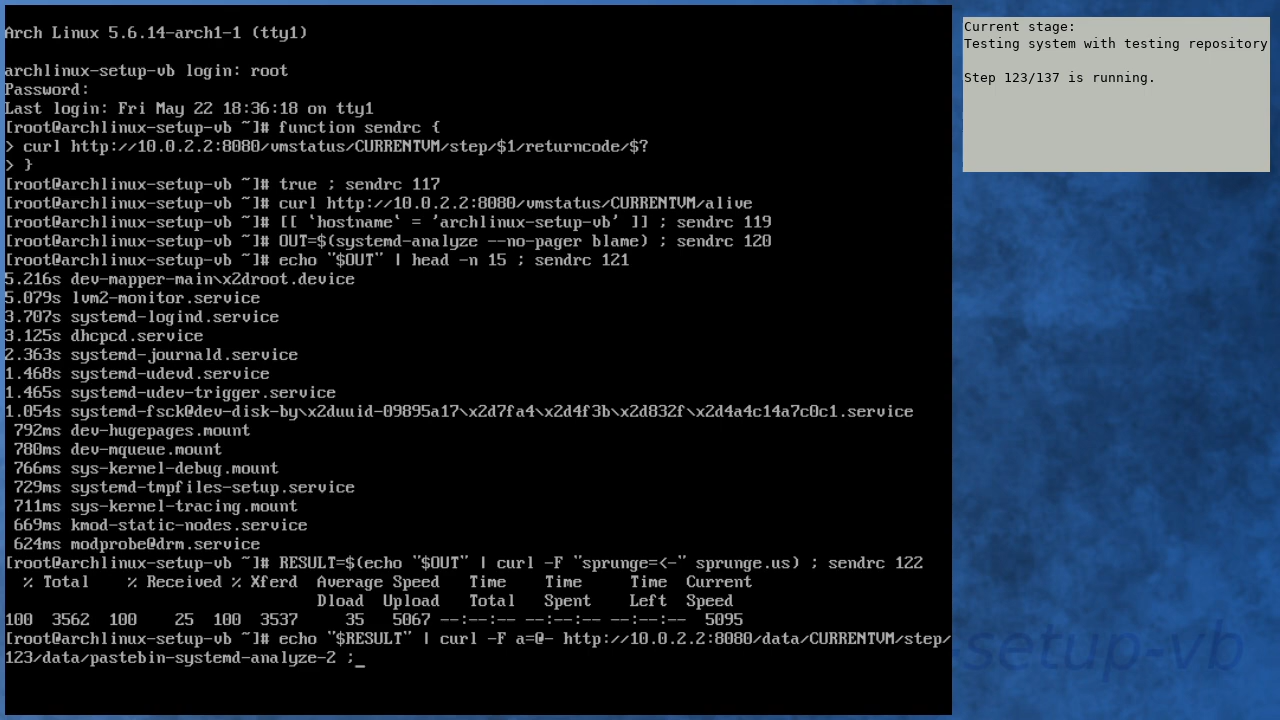 Arch Linux 5.6.14-arch1-1 (tty1)
archlinux-setup-vb login: root
Password:
Last login: Fri May 22 18:36:18 on tty1
[root@archlinux-setup-vb ~]# function sendrc {
> curl http://10.0.2.2:8080/vmstatus/CURRENTVM/step/$1/returncode/$?
> }
[root@archlinux-setup-vb ~]# true ; sendrc 117
[root@archlinux-setup-vb ~]# curl http://10.0.2.2:8080/vmstatus/CURRENTVM/alive
[root@archlinux-setup-vb ~]# [[ `hostname` = 'archlinux-setup-vb' ]] ; sendrc 119
[root@archlinux-setup-vb ~]# OUT=$(systemd-analyze --no-pager blame) ; sendrc 120
[root@archlinux-setup-vb ~]# echo "$OUT" | head -n 15 ; sendrc 121
5.216s dev-mapper-main\x2droot.device
5.079s lvm2-monitor.service
3.707s systemd-logind.service
3.125s dhcpcd.service
2.363s systemd-journald.service
1.468s systemd-udevd.service
1.465s systemd-udev-trigger.service
1.054s systemd-fsck@dev-disk-by\x2duuid-09895a17\x2d7fa4\x2d4f3b\x2d832f\x2d4a4c14a7c0c1.service
792ms dev-hugepages.mount
780ms dev-mqueue.mount
766ms sys-kernel-debug.mount
729ms systemd-tmpfiles-setup.service
711ms sys-kernel-tracing.mount
669ms kmod-static-nodes.service
624ms modprobe@drm.service
[root@archlinux-setup-vb ~]# RESULT=$(echo "$OUT" | curl -F "sprunge=<-" sprunge.us) ; sendrc 122
% Total    % Received % Xferd  Average Speed   Time    Time     Time  Current
Dload  Upload   Total   Spent    Left  Speed
100  3562  100    25  100  3537     35   5067 --:--:-- --:--:-- --:--:--  5095
[root@archlinux-setup-vb ~]# echo "$RESULT" | curl -F a=@- http://10.0.2.2:8080/data/CURRENTVM/step/
123/data/pastebin-systemd-analyze-2 ;_
Current stage:
Testing system with testing repository
Step 123/137 is running.
setup-vb